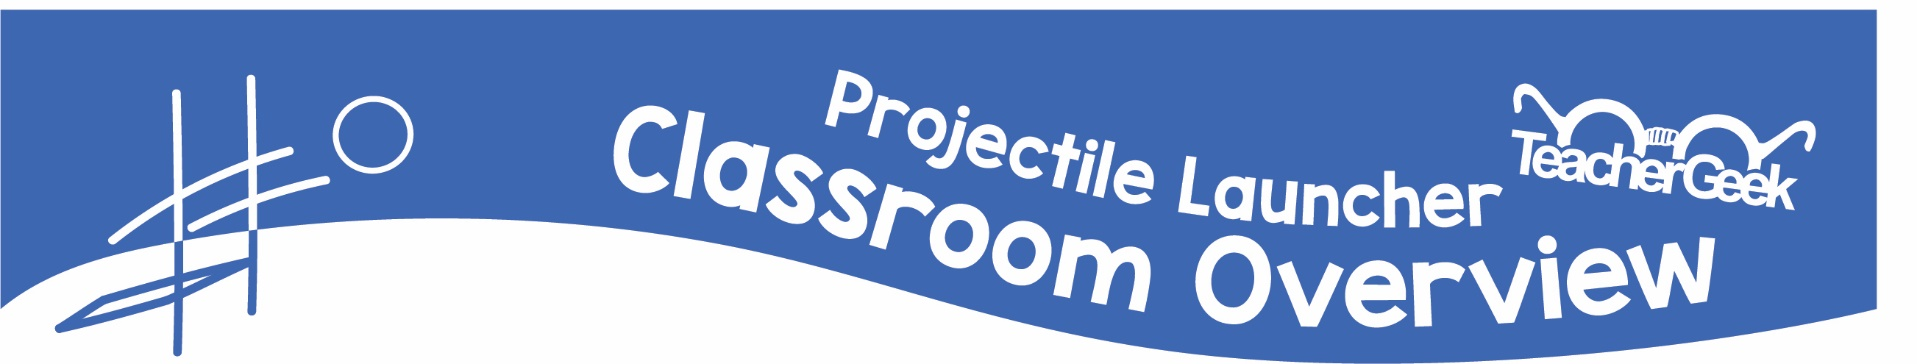 Projectile Launcher
Classroom Overview
TeacherGeek